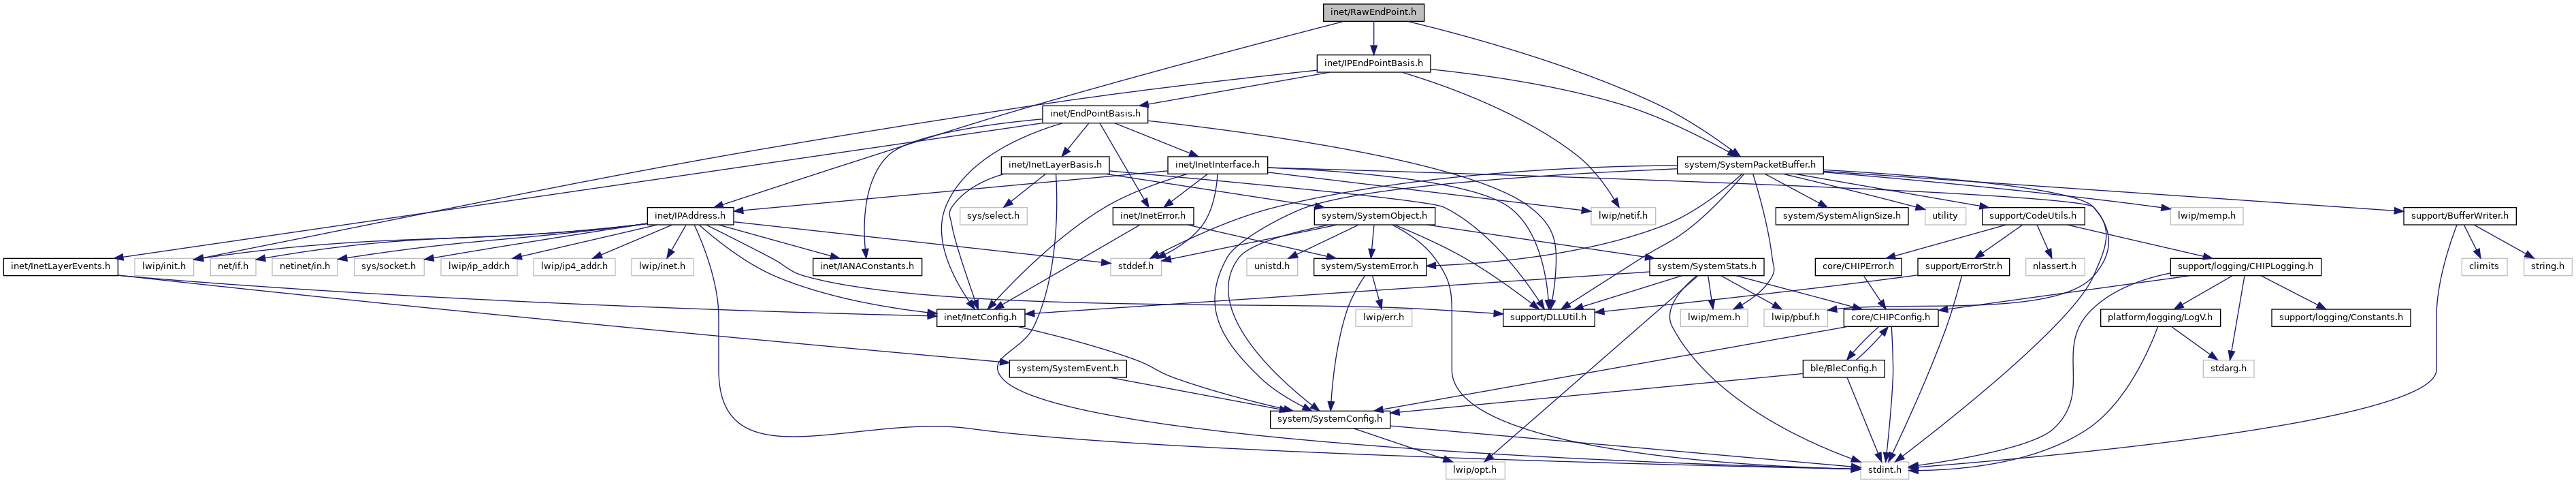 inet/RawEndPoint.h
inet/IPEndPointBasis.h
inet/EndPointBasis.h
inet/InetLayerBasis.h
inet/InetInterface.h
system/SystemPacketBuffer.h
inet/IPAddress.h
sys/select.h
inet/InetError.h
system/SystemObject.h
lwip/netif.h
system/SystemAlignSize.h
utility
support/CodeUtils.h
lwip/memp.h
support/BufferWriter.h
inet/InetLayerEvents.h
lwip/init.h
net/if.h
netinet/in.h
sys/socket.h
lwip/ip_addr.h
lwip/ip4_addr.h
lwip/inet.h
inet/IANAConstants.h
stddef.h
unistd.h
system/SystemError.h
system/SystemStats.h
core/CHIPError.h
support/ErrorStr.h
nlassert.h
support/logging/CHIPLogging.h
climits
string.h
inet/InetConfig.h
lwip/err.h
support/DLLUtil.h
lwip/mem.h
lwip/pbuf.h
core/CHIPConfig.h
platform/logging/LogV.h
support/logging/Constants.h
system/SystemEvent.h
ble/BleConfig.h
stdarg.h
system/SystemConfig.h
lwip/opt.h
stdint.h